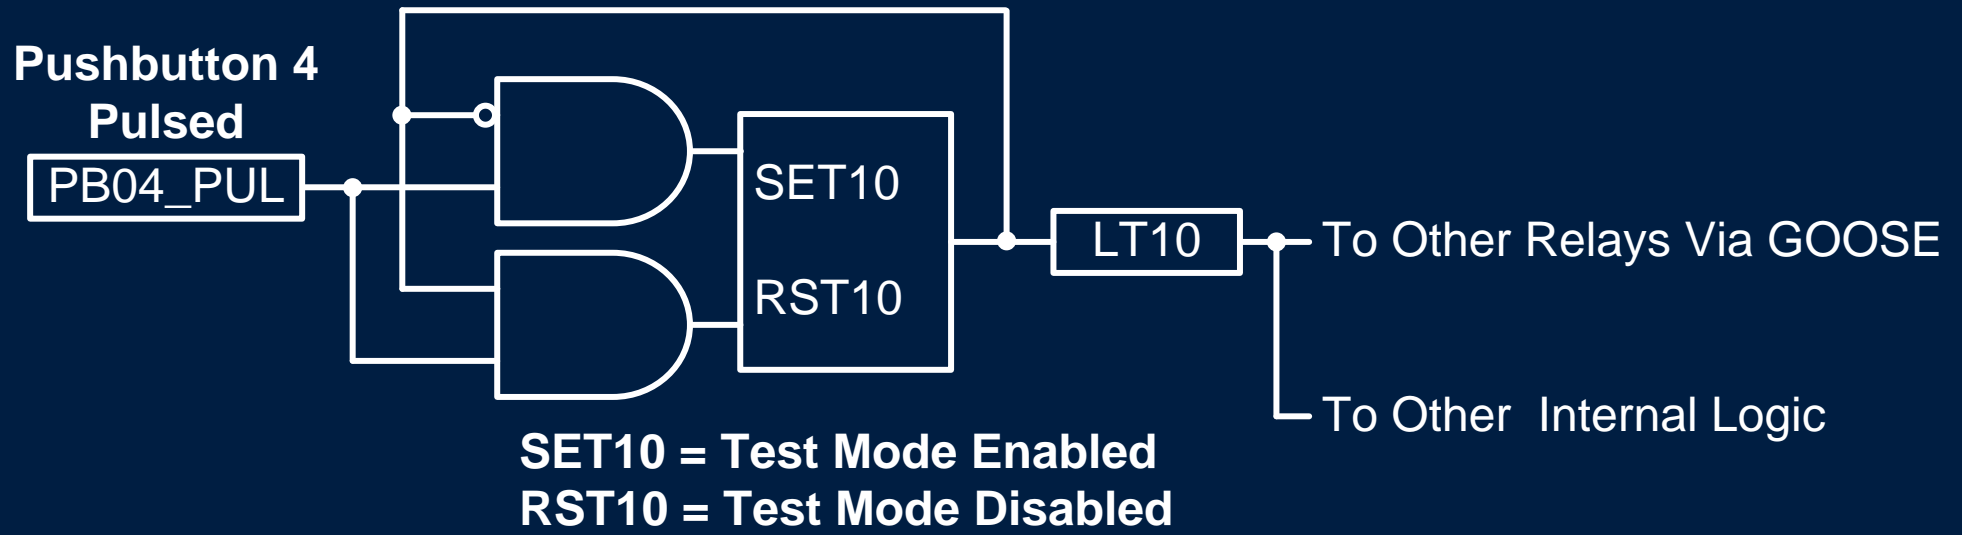 Pushbutton 4
Pulsed
PB04_PUL
SET10
RST10
LT10
To Other Relays Via GOOSE
To Other Internal Logic
SET10 = Test Mode Enabled
RST10 = Test Mode Disabled